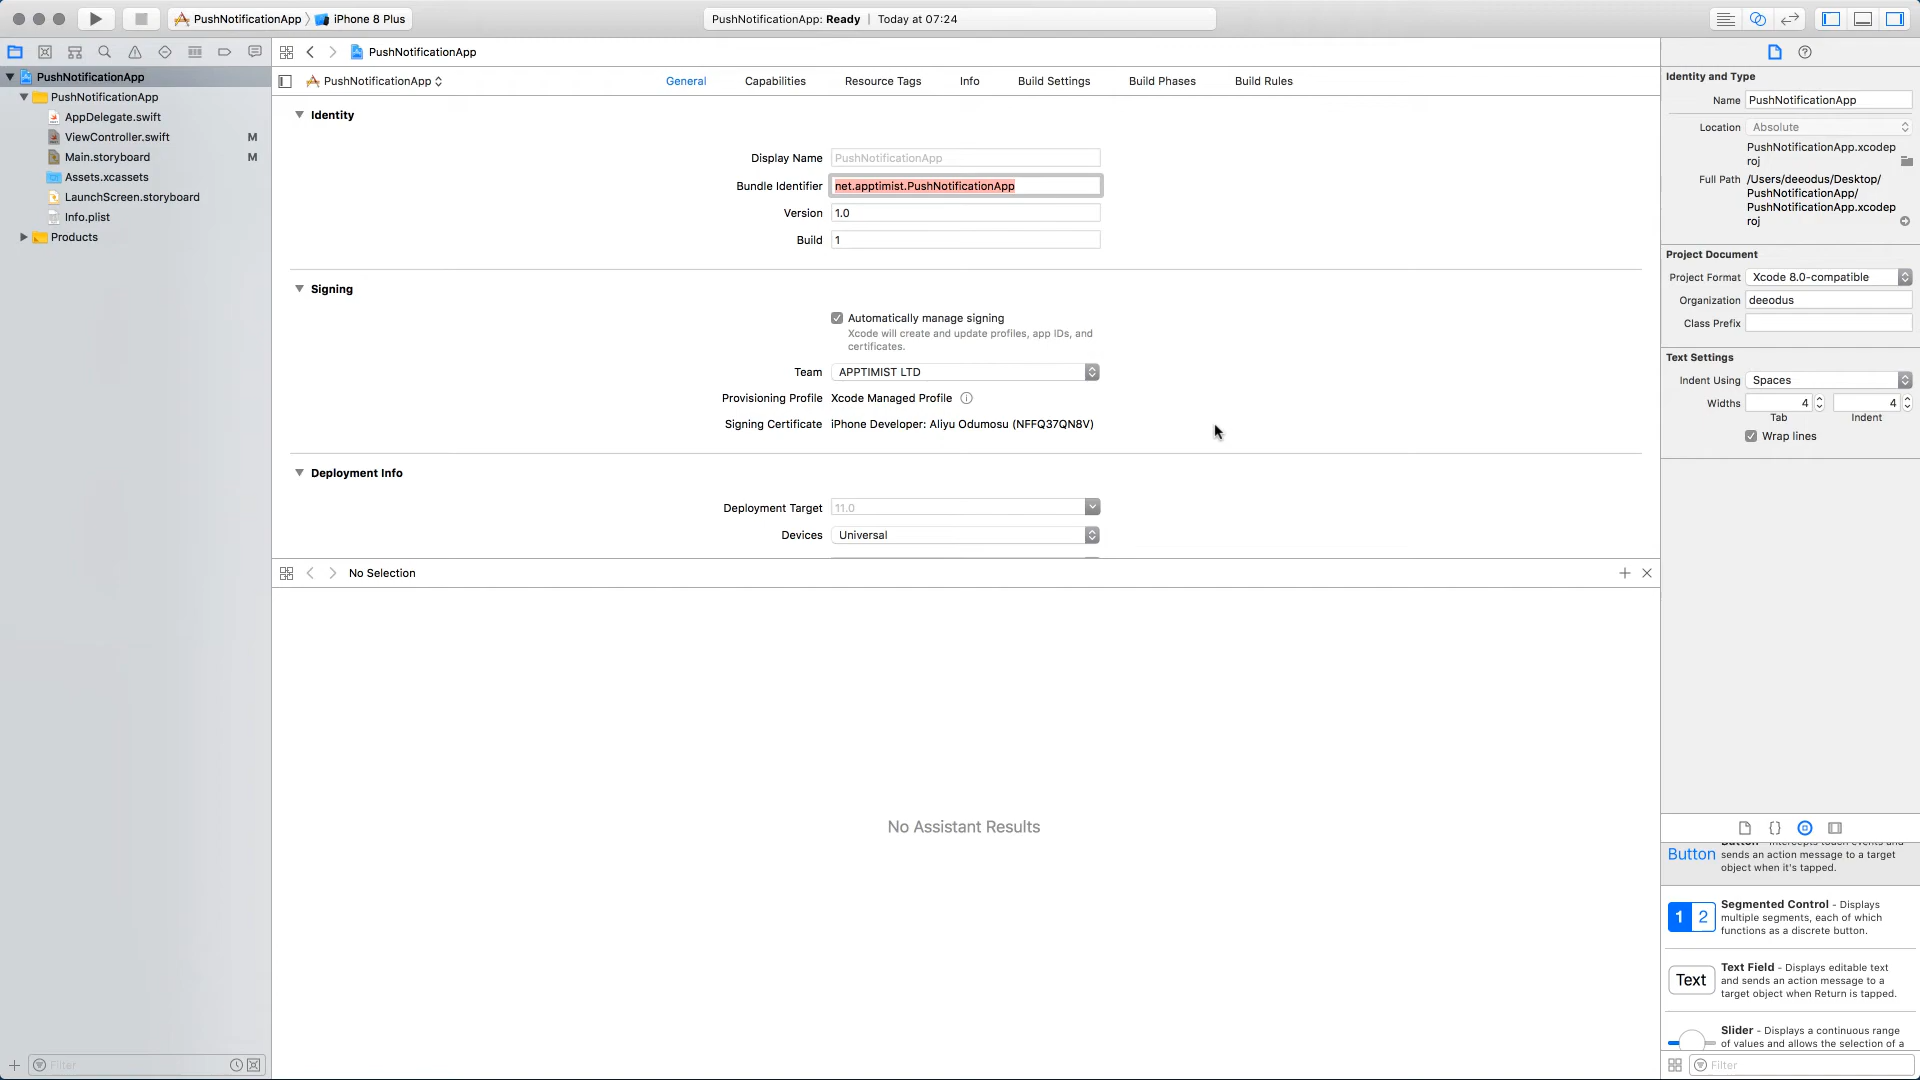 PushNotificationApp
iPhone 8 Plus
PushNotificationApp: Ready | Today at 07:24
PushNotificationApp
PushNotificationApp
AppDelegate.swift
ViewController.swift M
Main.storyboard M
Assets.xcassets
LaunchScreen.storyboard
Info.plist
Products
Filter
PushNotificationApp
PushNotificationApp
General
Capabilities
Resource Tags
Info
Build Settings
Build Phases
Build Rules
Identity
Display Name PushNotificationApp
Bundle Identifier net.apptimist.PushNotificationApp
Version 1.0
Build 1
Signing
Automatically manage signing
Xcode will create and update profiles, app IDs, and
certificates.
Team APPTIMIST LTD
Provisioning Profile Xcode Managed Profile
Signing Certificate iPhone Developer: Aliyu Odumosu (NFFQ37QN8V)
Deployment Info
Deployment Target 11.0
Devices Universal
No Selection
No Assistant Results
Identity and Type
Name PushNotificationApp
Location Absolute
PushNotificationApp.xcodep
roj
Full Path /Users/deeodus/Desktop/
PushNotificationApp/
PushNotificationApp.xcodep
roj
Project Document
Project Format Xcode 8.0-compatible
Organization deeodus
Class Prefix
Text Settings
Indent Using Spaces
Widths 4 4
Tab Indent
Wrap lines
Button
Button - Intercepts touch events and
sends an action message to a target
object when it's tapped.
1 2
Segmented Control - Displays
multiple segments, each of which
functions as a discrete button.
Text
Text Field - Displays editable text
and sends an action message to a
target object when Return is tapped.
Slider - Displays a continuous range
of values and allows the selection of a
Filter